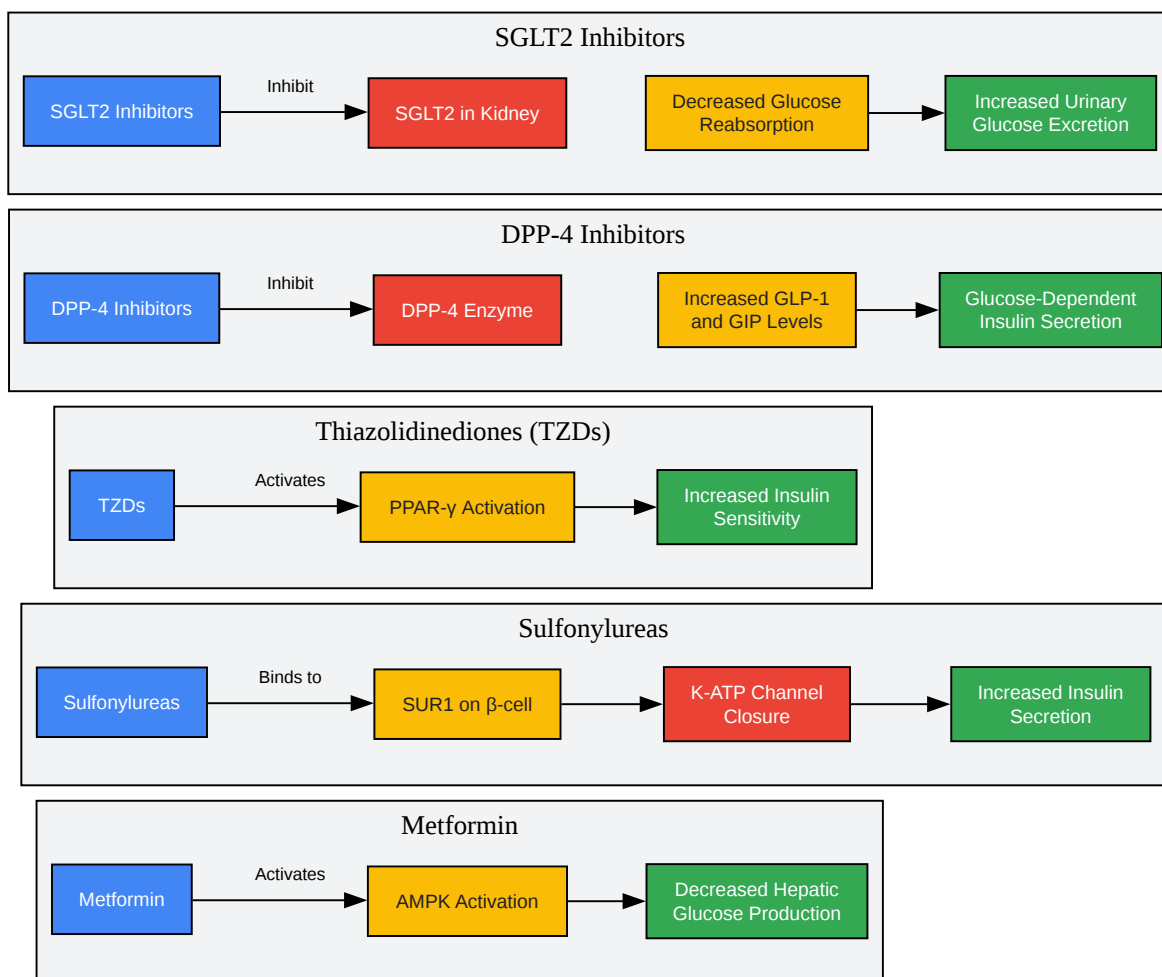 SGLT2 Inhibitors
SGLT2 Inhibitors
Inhibit
SGLT2 in Kidney
Decreased Glucose
Reabsorption
Increased Urinary
Glucose Excretion
DPP-4 Inhibitors
DPP-4 Inhibitors
Inhibit
DPP-4 Enzyme
Increased GLP-1
and GIP Levels
Glucose-Dependent
Insulin Secretion
Thiazolidinediones (TZDs)
TZDs
Activates
PPAR-γ Activation
Increased Insulin
Sensitivity
Sulfonylureas
Sulfonylureas
Binds to
SUR1 on β-cell
K-ATP Channel
Closure
Increased Insulin
Secretion
Metformin
Metformin
Activates
AMPK Activation
Decreased Hepatic
Glucose Production